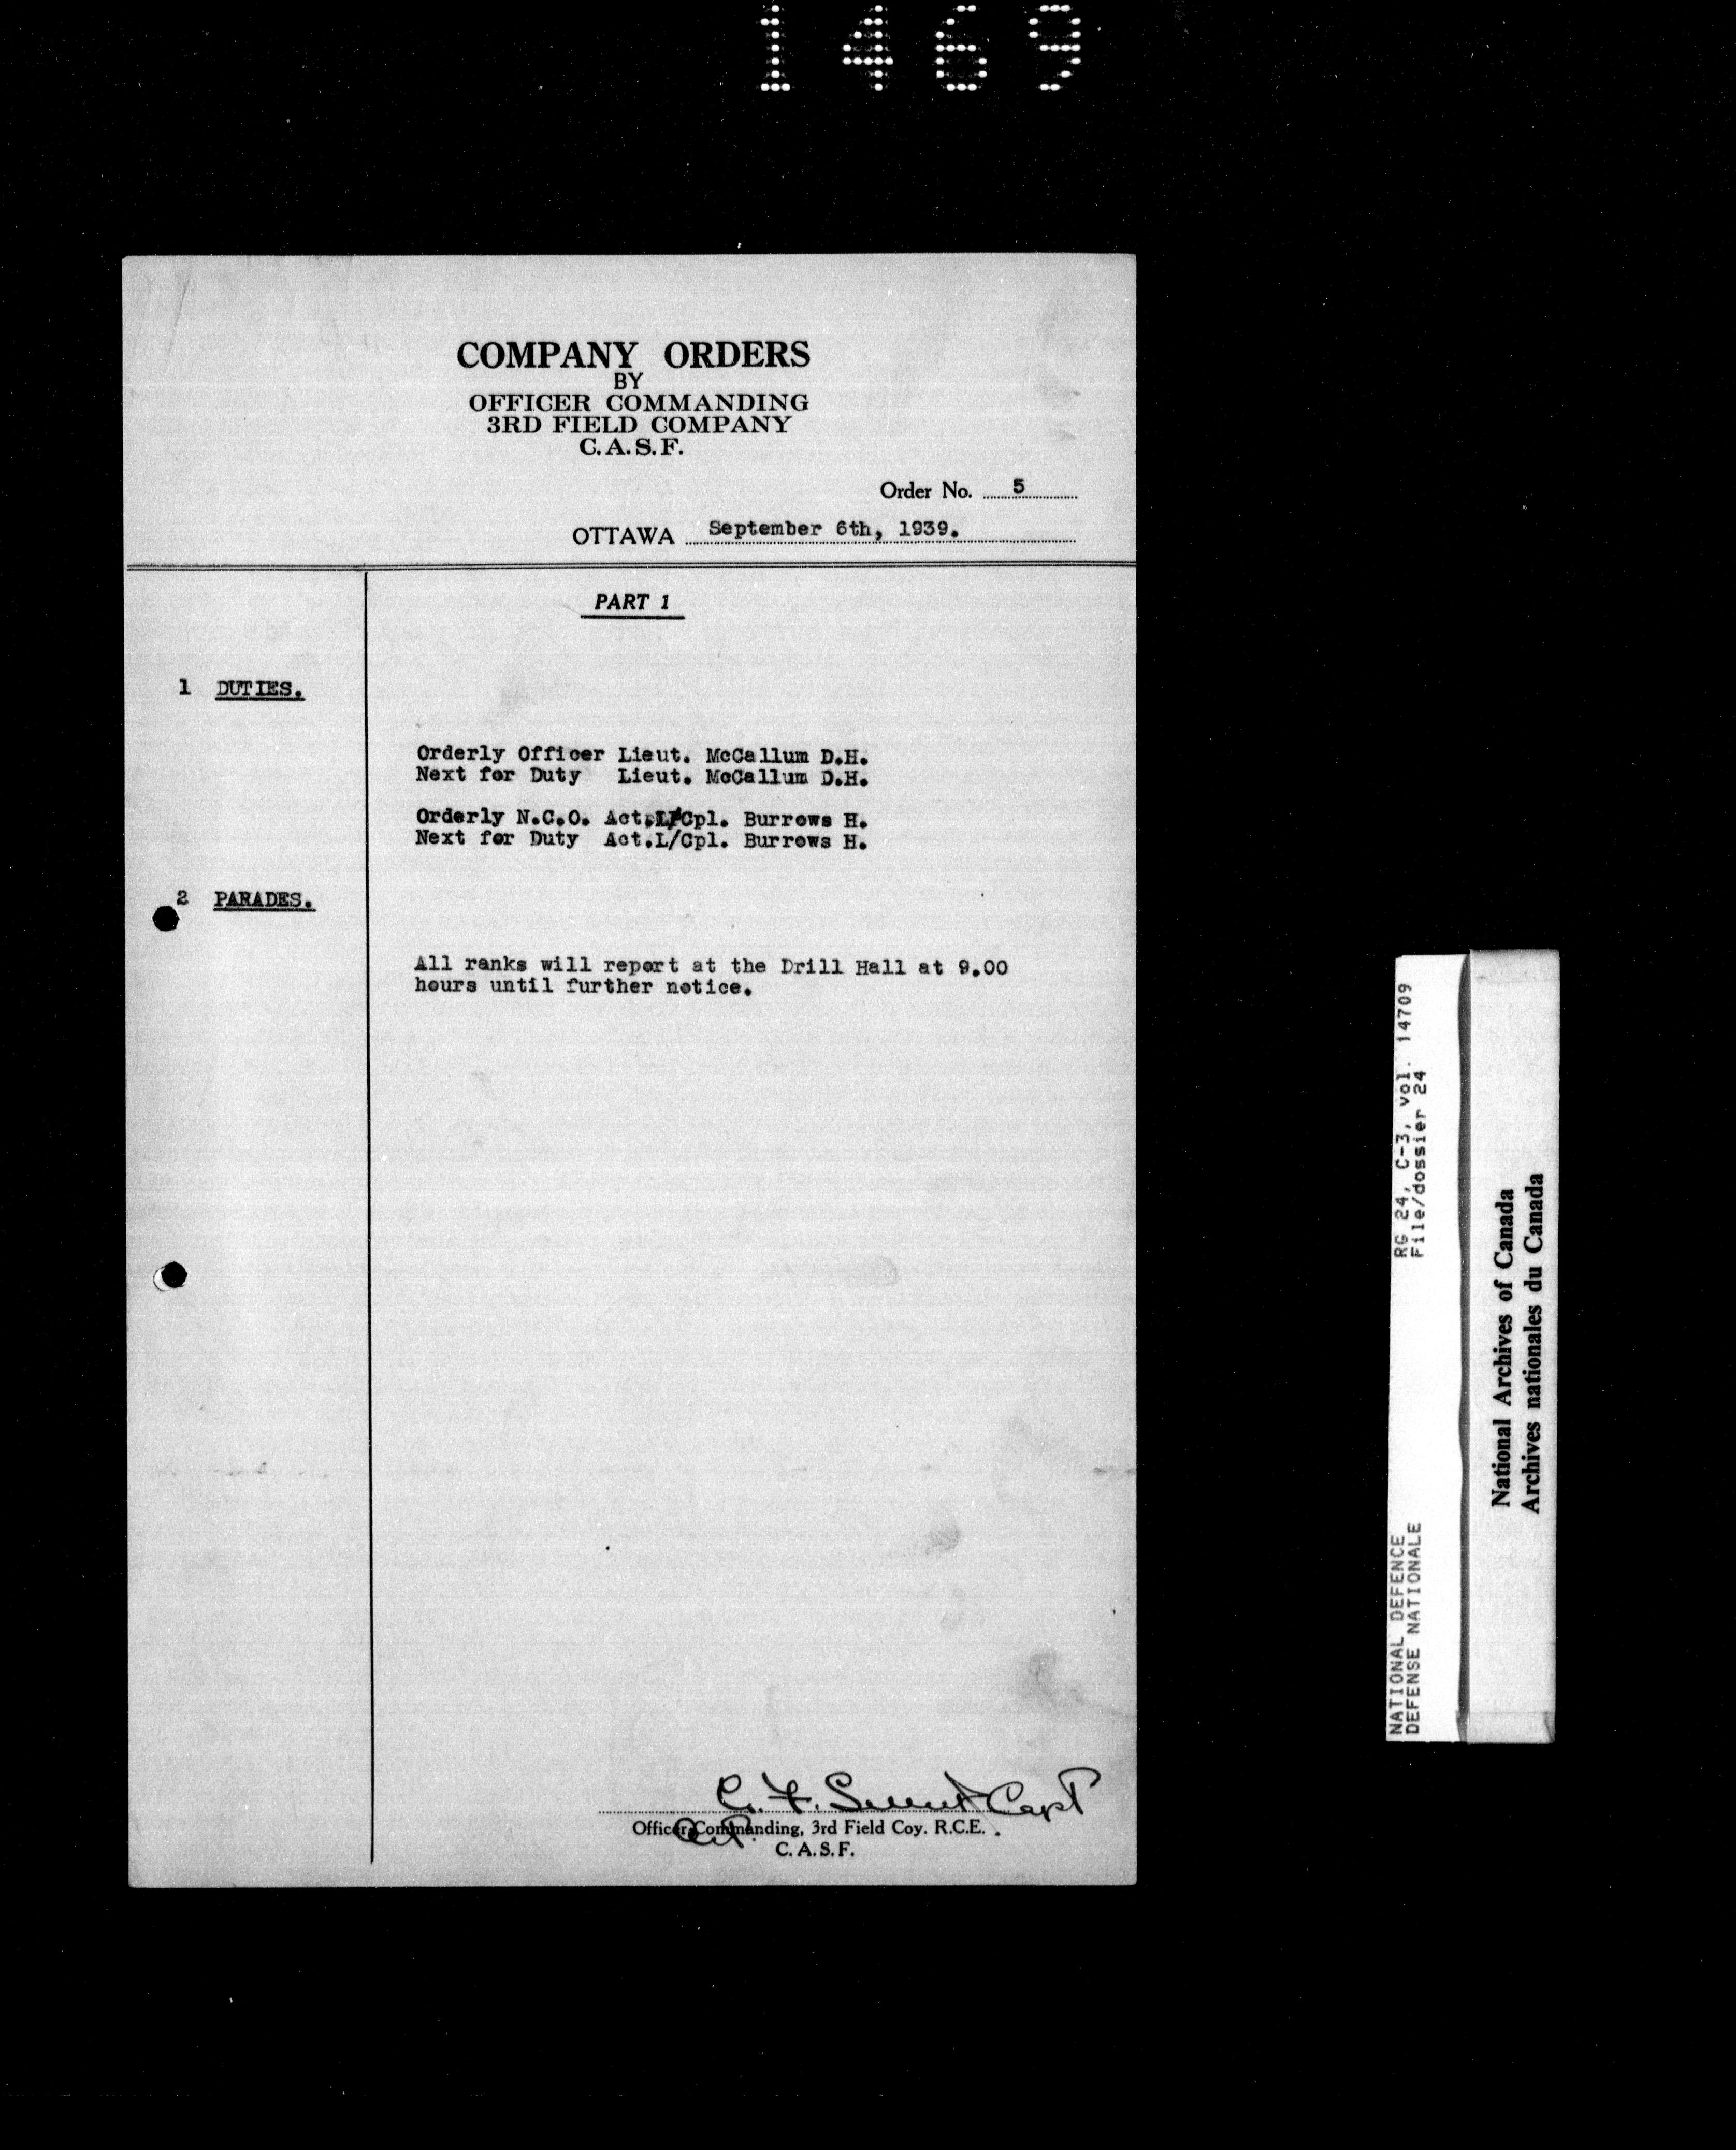 1469
COMPANY ORDERS
BY
OFFICER COMMANDING
3RD FIELD COMPANY
C.A.S.F.
Order No. 5
OTTAWA September 6th, 1939.
PART 1
1 DUTIES.
Orderly Officer Lieut. McCallum D.H.
Next for Duty Lieut. McCallum D.H.
Orderly N.C.O. Act.L/Cpl. Burrows H.
Next for Duty Act.L/Cpl. Burrows H.
2 PARADES.
All ranks will report at the Drill Hall at 9.00
hours until further notice.
C. F. Capt
Officer Commanding, 3rd Field Coy. R.C.E.
C.A.S.F.
RG 24, C-3, vol. 14709
File/dossier 24
NATIONAL DEFENCE
DEFENSE NATIONALE
National Archives of Canada
Archives nationales du Canada